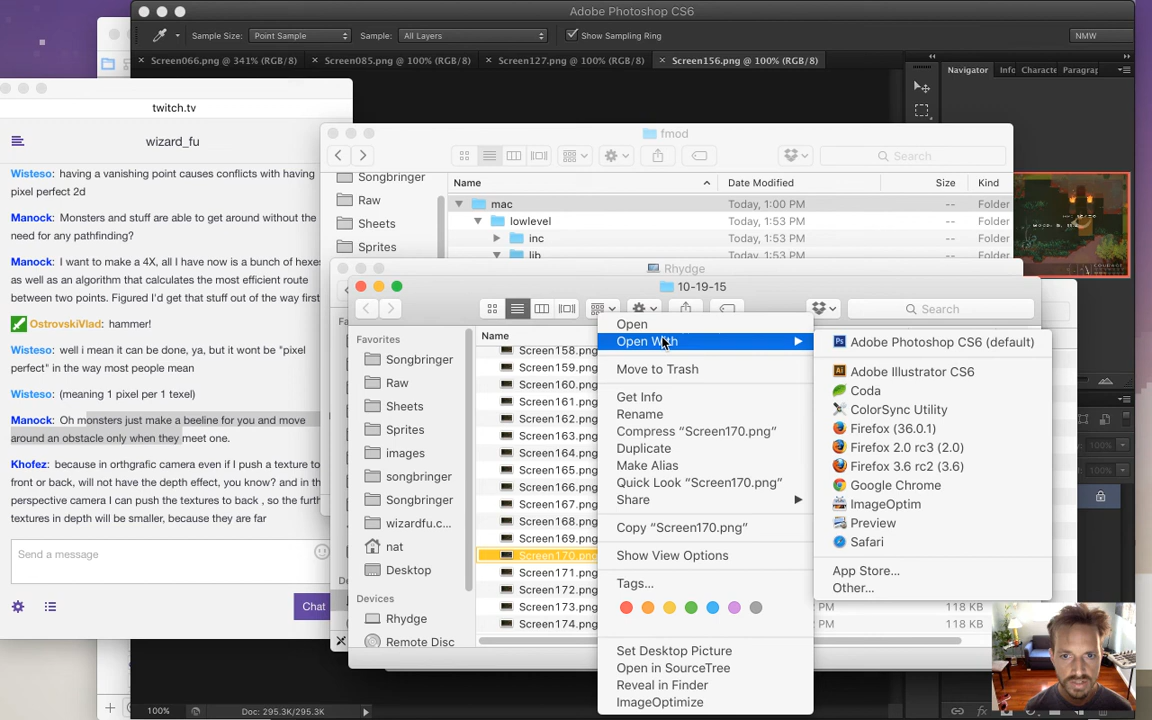 Adobe Photoshop CS6
Sample Size: Point Sample Sample: All Layers Show Sampling Ring NMW
Screen066.png @ 341% (RGB/8) Screen085.png @ 100% (RGB/8) Screen127.png @ 100% (RGB/8) Screen156.png @ 100% (RGB/8)
Navigator Info Characte Paragrap
twitch.tv
wizard_fu
Wisteso: having a vanishing point causes conflicts with having
pixel perfect 2d
Manock: Monsters and stuff are able to get around without the
need for any pathfinding?
Manock: I want to make a 4X, all I have now is a bunch of hexes
as well as an algorithm that calculates the most efficient route
between two points. Figured I'd get that stuff out of the way first
OstrovskiVlad: hammer!
Wisteso: well i mean it can be done, ya, but it wont be "pixel
perfect" in the way most people mean
Wisteso: (meaning 1 pixel per 1 texel)
Manock: Oh monsters just make a beeline for you and move
around an obstacle only when they meet one.
Khofez: because in orthgrafic camera even if I push a texture to
front or back, will not have the depth effect, you know? and in the
perspective camera I can push the textures to back , so the furth
textures in depth will be smaller, because they are far
Send a message
Chat
fmod
Search
Songbringer
Raw
Sheets
Sprites
Name Date Modified Size Kind
mac Today, 1:00 PM -- Folder
lowlevel Today, 1:53 PM -- Folder
inc Today, 1:53 PM -- Folder
lib Today, 1:53 PM -- Folder
Rhydge
10-19-15
Search
Favorites
Songbringer
Raw
Sheets
Sprites
images
songbringer
Songbringer
wizardfu.c...
nat
Desktop
Devices
Rhydge
Remote Disc
Name
Screen158.png
Screen159.png
Screen160.png
Screen161.png
Screen162.png
Screen163.png
Screen164.png
Screen165.png
Screen166.png
Screen167.png
Screen168.png
Screen169.png
Screen170.png
Screen171.png
Screen172.png
Screen173.png PM 118 KB
Screen174.png PM 118 KB
Open
Open With
Move to Trash
Get Info
Rename
Compress “Screen170.png”
Duplicate
Make Alias
Quick Look “Screen170.png”
Share
Copy “Screen170.png”
Show View Options
Tags...
Set Desktop Picture
Open in SourceTree
Reveal in Finder
ImageOptimize
Adobe Photoshop CS6 (default)
Adobe Illustrator CS6
Coda
ColorSync Utility
Firefox (36.0.1)
Firefox 2.0 rc3 (2.0)
Firefox 3.6 rc2 (3.6)
Google Chrome
ImageOptim
Preview
Safari
App Store...
Other...
100% Doc: 295.3K/295.3K